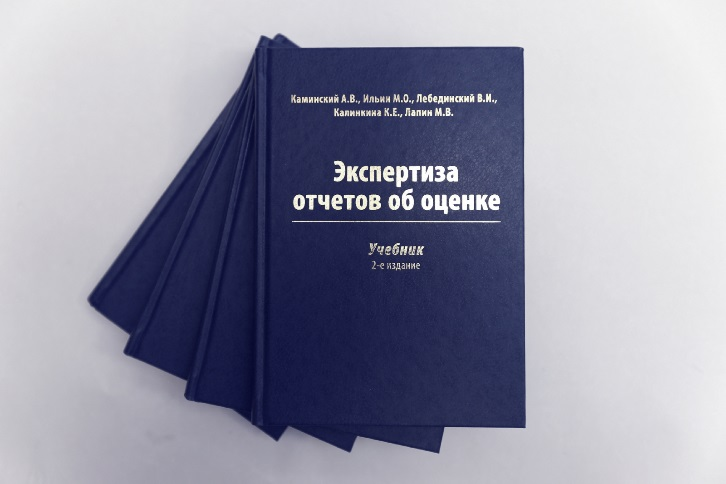 Каминский А.В., Ильин М.О., Лебединский В.И.,
Калинкина К.Е., Лапин М.В.
Экспертиза
отчетов об оценке
Учебник
2-е издание